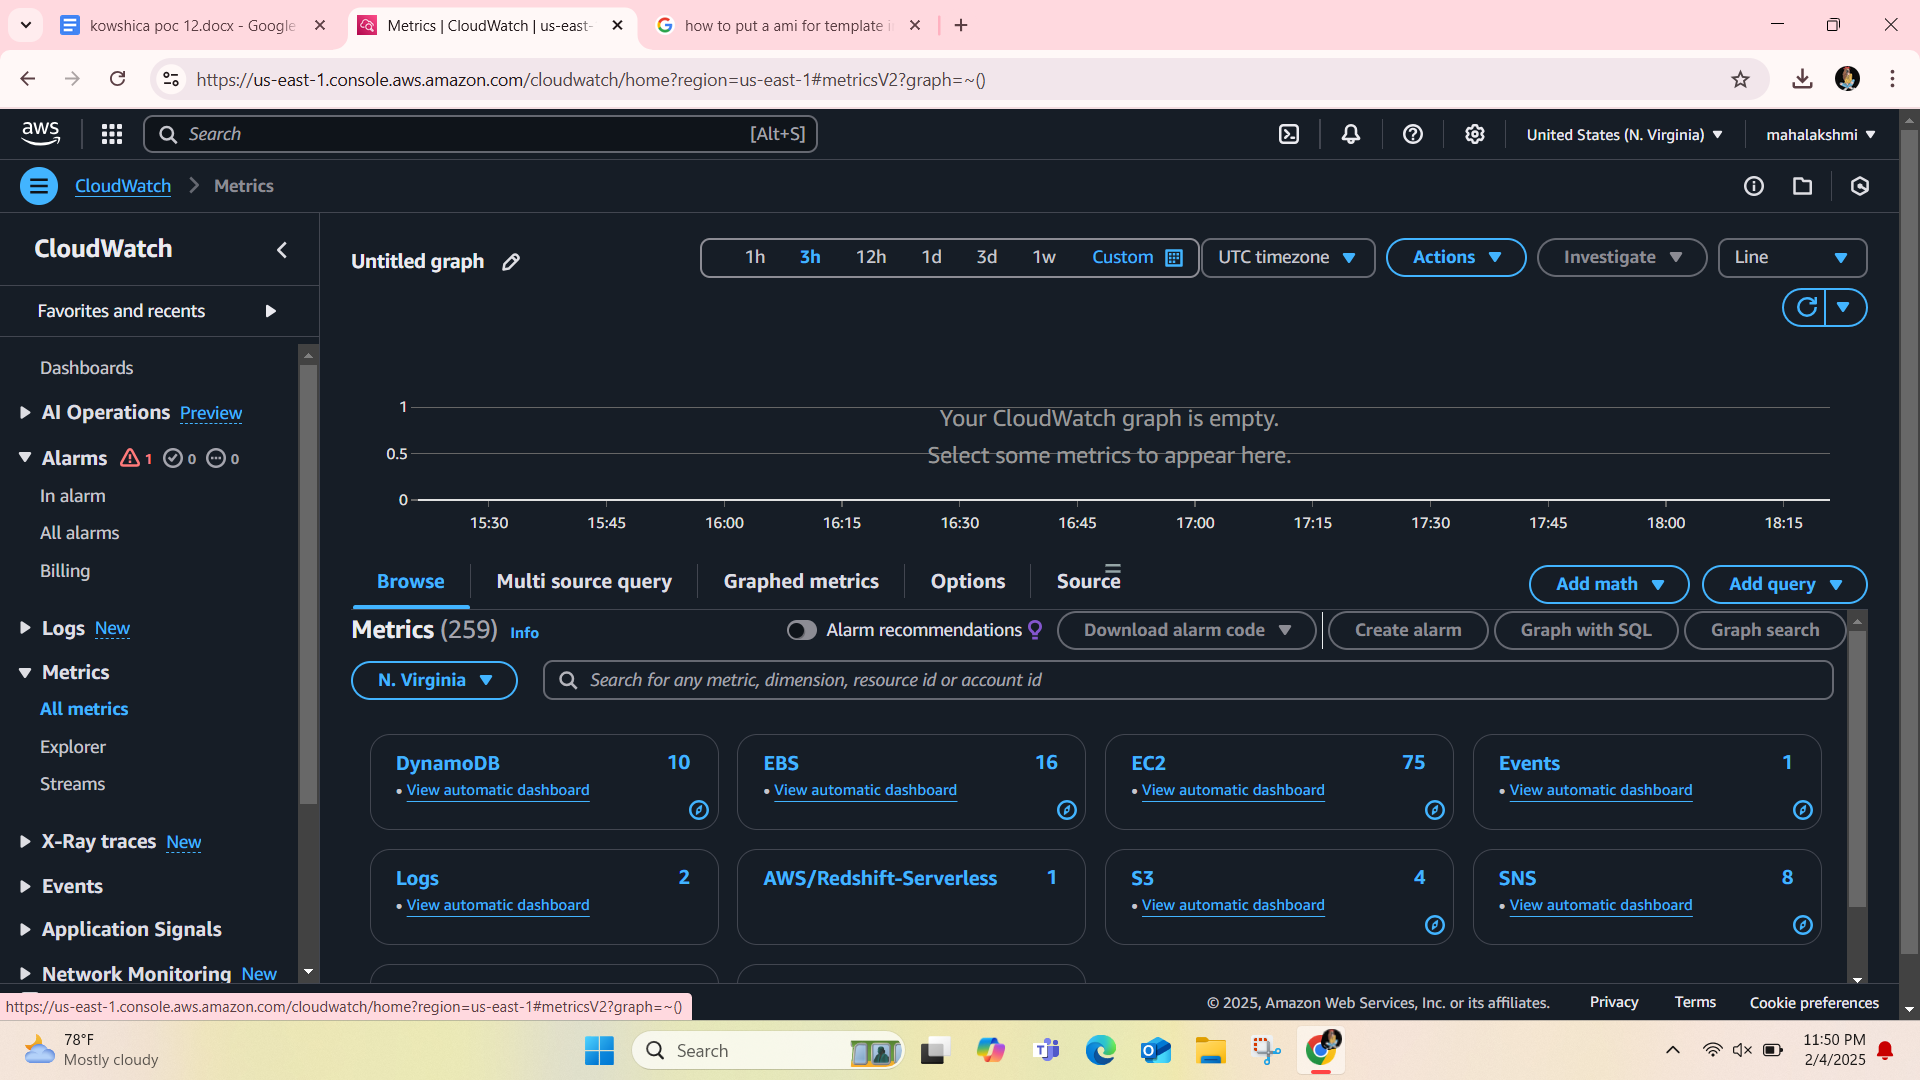 kowshica poc 12.docx - Google
Metrics | CloudWatch | us-east-
how to put a ami for template i
https://us-east-1.console.aws.amazon.com/cloudwatch/home?region=us-east-1#metricsV2?graph=~()
aws
Search
[Alt+S]
United States (N. Virginia)
mahalakshmi
CloudWatch
Metrics
CloudWatch
Favorites and recents
Dashboards
AI Operations Preview
Alarms 1 0 0
In alarm
All alarms
Billing
Logs New
Metrics
All metrics
Explorer
Streams
X-Ray traces New
Events
Application Signals
Network Monitoring New
Untitled graph
1h 3h 12h 1d 3d 1w Custom
UTC timezone
Actions
Investigate
Line
1
0.5
0
Your CloudWatch graph is empty.
Select some metrics to appear here.
15:30 15:45 16:00 16:15 16:30 16:45 17:00 17:15 17:30 17:45 18:00 18:15
Browse
Multi source query
Graphed metrics
Options
Source
Add math
Add query
Metrics (259) Info
Alarm recommendations
Download alarm code
Create alarm
Graph with SQL
Graph search
N. Virginia
Search for any metric, dimension, resource id or account id
DynamoDB 10
• View automatic dashboard
EBS 16
• View automatic dashboard
EC2 75
• View automatic dashboard
Events 1
• View automatic dashboard
Logs 2
• View automatic dashboard
AWS/Redshift-Serverless 1
S3 4
• View automatic dashboard
SNS 8
• View automatic dashboard
https://us-east-1.console.aws.amazon.com/cloudwatch/home?region=us-east-1#metricsV2?graph=~()
© 2025, Amazon Web Services, Inc. or its affiliates.
Privacy
Terms
Cookie preferences
78°F
Mostly cloudy
Search
11:50 PM
2/4/2025